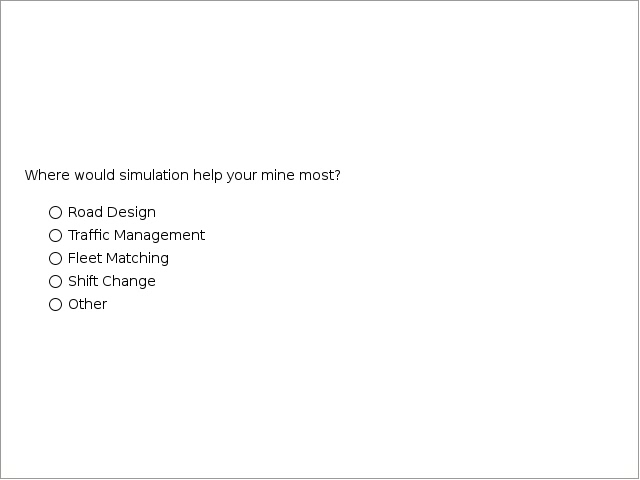 Where would simulation help your mine most?
Road Design
Traffic Management
Fleet Matching
Shift Change
Other